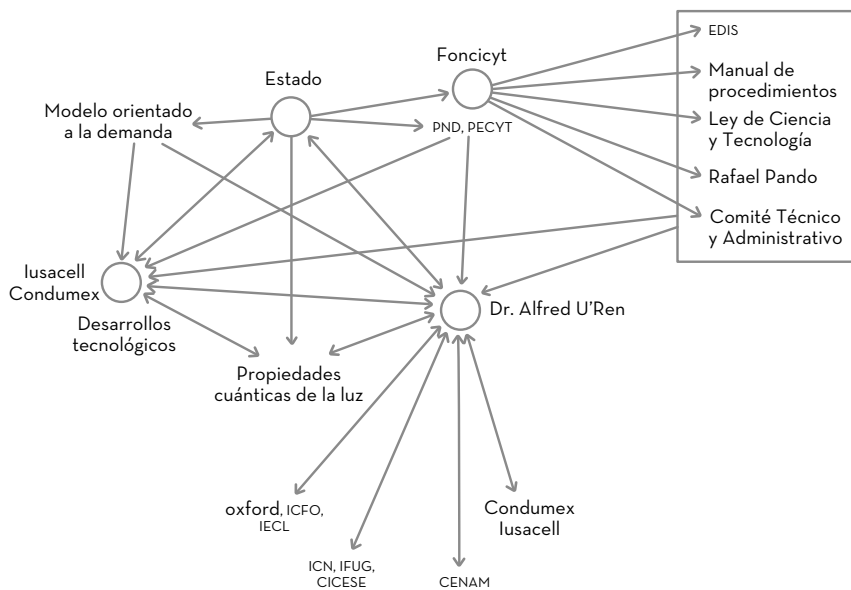 EDIS
Foncicyt
Manual de
procedimientos
Estado
Modelo orientado
a la demanda
PND, PECYT
Ley de Ciencia
y Tecnología
Rafael Pando
Comité Técnico
y Administrativo
Iusacell
Condumex
Dr. Alfred U’Ren
Desarrollos
tecnológicos
Propiedades
cuánticas de la luz
oxford, ICFO,
IECL
Condumex
Iusacell
ICN, IFUG,
CICESE
CENAM